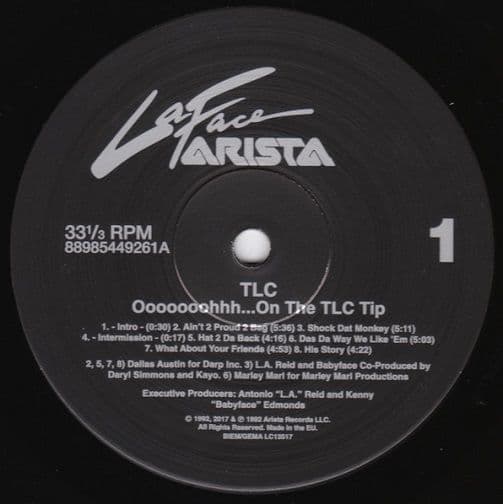 LaFace
ARISTA
33 1/3 RPM
88985449261A
1
TLC
Ooooooohhh...On The TLC Tip
1. - Intro - (0:30) 2. Ain't 2 Proud 2 Beg (5:36) 3. Shock Dat Monkey (5:11)
4. - Intermission - (0:17) 5. Hat 2 Da Back (4:16) 6. Das Da Way We Like 'Em (5:03)
7. What About Your Friends (4:53) 8. His Story (4:22)
2, 5, 7, 8) Dallas Austin for Darp Inc. 3) L.A. Reid and Babyface Co-Produced by
Daryl Simmons and Kayo. 6) Marley Marl for Marley Marl Productions
Executive Producers: Antonio "L.A." Reid and Kenny
"Babyface" Edmonds
© 1992, 2017 & ℗ 1992 Arista Records LLC.
All Rights Reserved. Made in the EU.
BIEM/GEMA LC12517